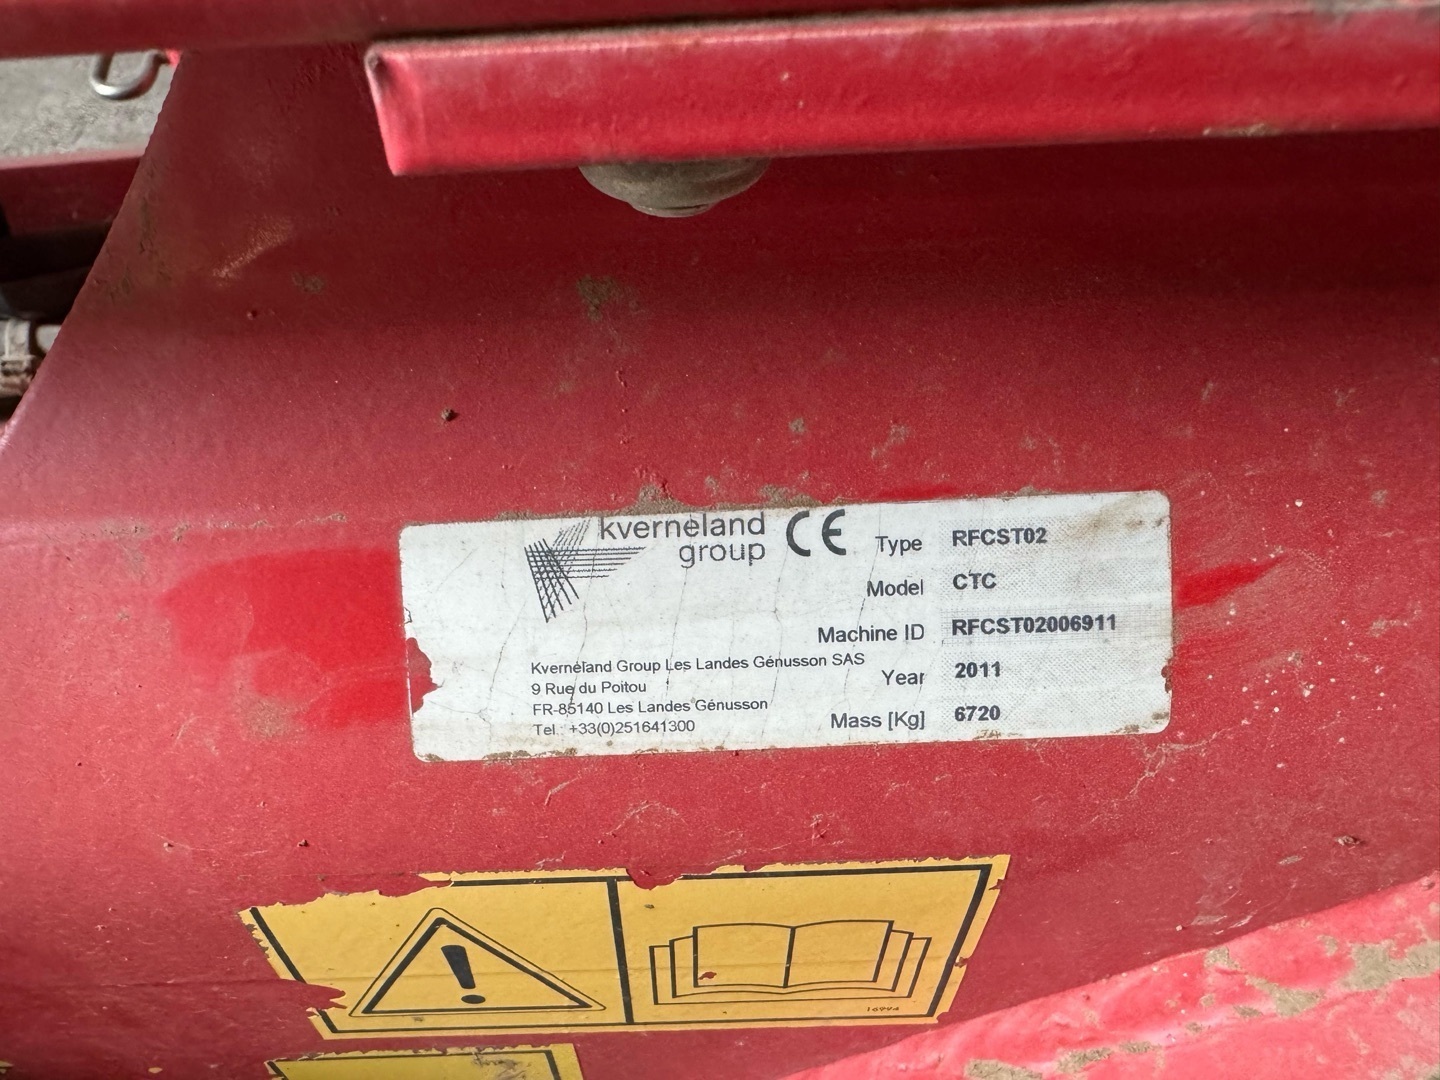 kverneland
group
CE
Type RFCST02
Model CTC
Machine ID RFCST02006911
Year 2011
Mass [Kg] 6720
Kverneland Group Les Landes Génusson SAS
9 Rue du Poitou
FR-85140 Les Landes Génusson
Tel.: +33(0)251641300
16994